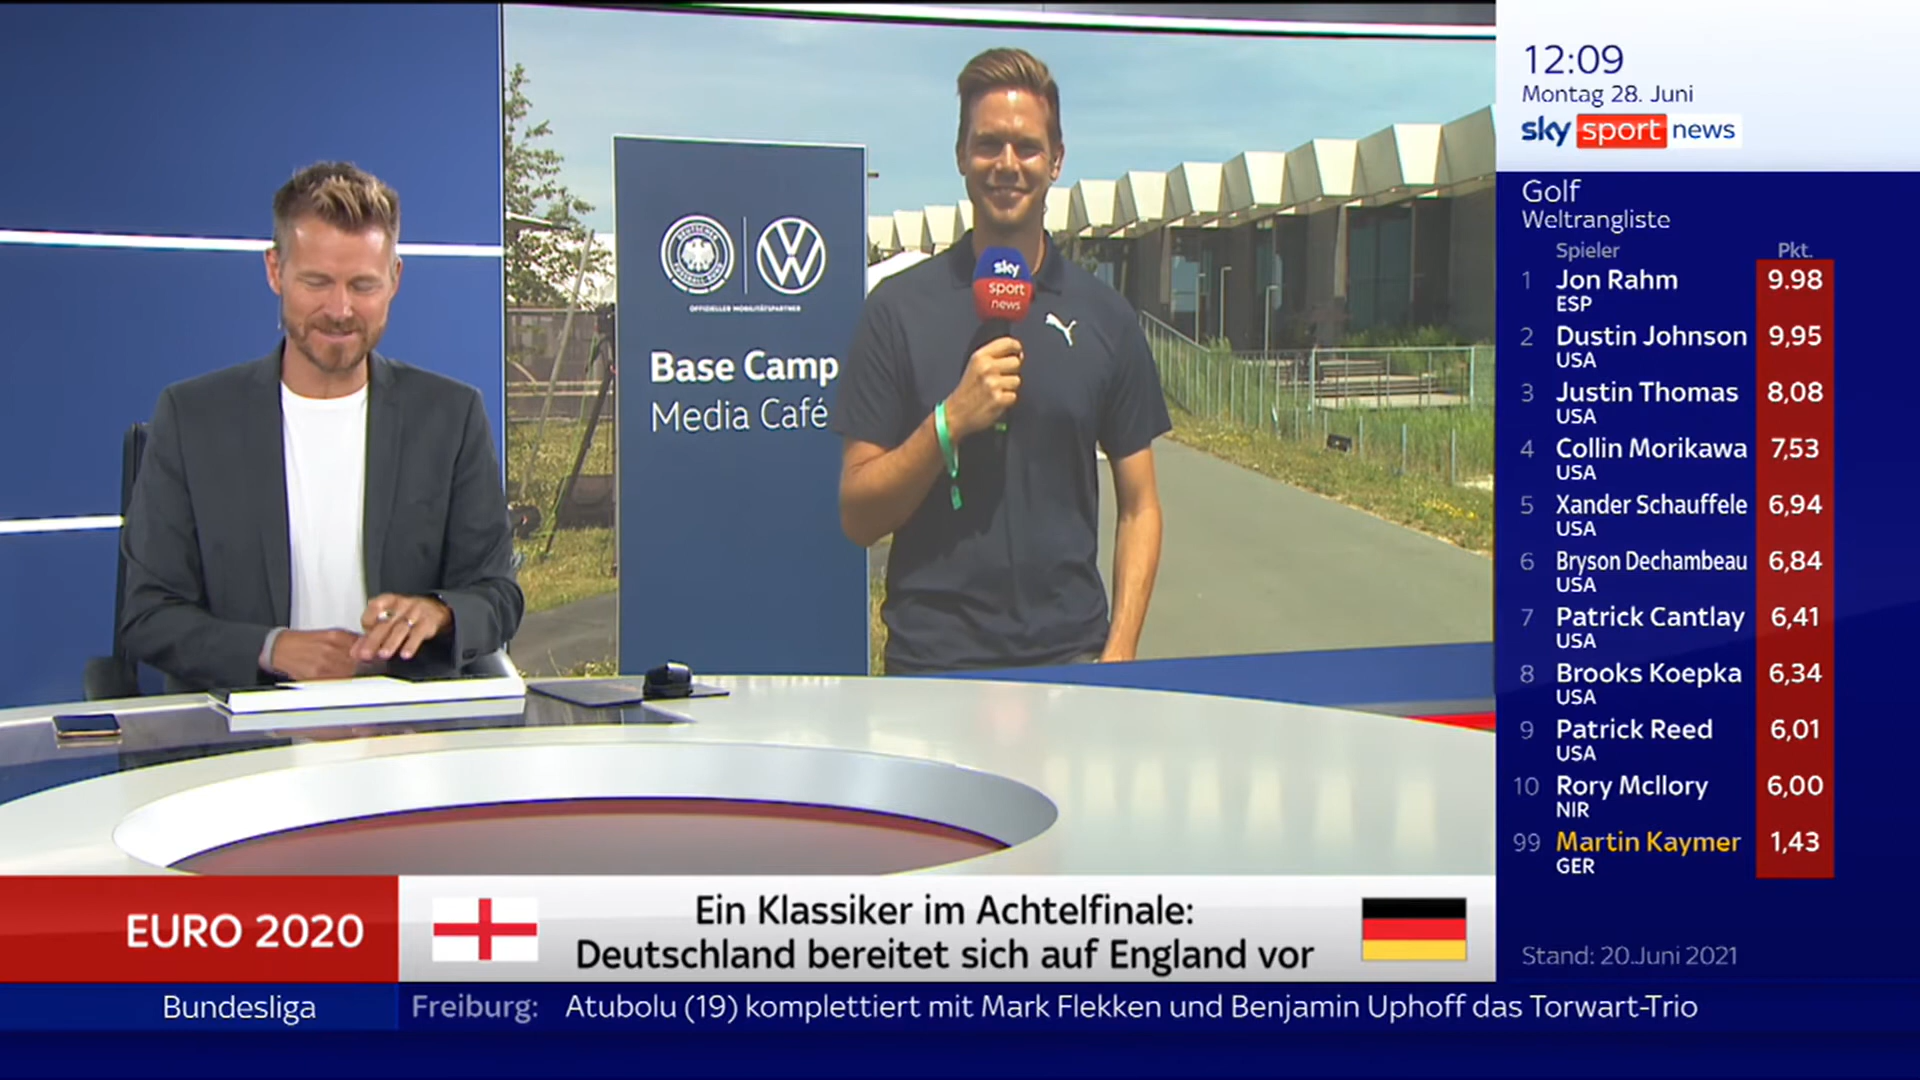 12:09
Montag 28. Juni
sky sport news
Golf
Weltrangliste
Spieler Pkt.
1 Jon Rahm 9.98
ESP
2 Dustin Johnson 9,95
USA
3 Justin Thomas 8,08
USA
4 Collin Morikawa 7,53
USA
5 Xander Schauffele 6,94
USA
6 Bryson Dechambeau 6,84
USA
7 Patrick Cantlay 6,41
USA
8 Brooks Koepka 6,34
USA
9 Patrick Reed 6,01
USA
10 Rory Mcllory 6,00
NIR
99 Martin Kaymer 1,43
GER
Stand: 20.Juni 2021
DEUTSCHER
FUSSBALL-BUND
OFFIZIELLER MOBILITÄTSPARTNER
Base Camp
Media Café
sky
sport
news
EURO 2020
Ein Klassiker im Achtelfinale:
Deutschland bereitet sich auf England vor
Bundesliga
Freiburg: Atubolu (19) komplettiert mit Mark Flekken und Benjamin Uphoff das Torwart-Trio